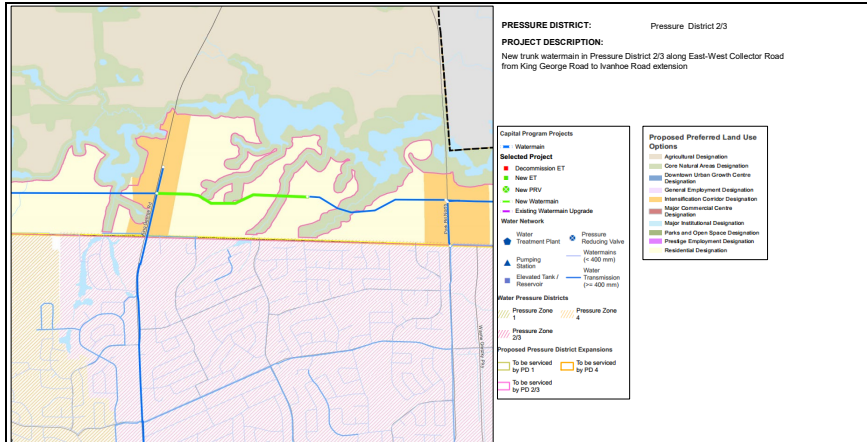 PRESSURE DISTRICT: Pressure District 2/3
PROJECT DESCRIPTION:
New trunk watermain in Pressure District 2/3 along East-West Collector Road
from King George Road to Ivanhoe Road extension
Capital Program Projects
Watermain
Selected Project
Decommission ET
New ET
New PRV
New Watermain
Existing Watermain Upgrade
Water Network
Water
Treatment Plant
Pressure
Reducing Valve
Pumping
Station
Watermains
(< 400 mm)
Elevated Tank /
Reservoir
Water
Transmission
(>= 400 mm)
Water Pressure Districts
Pressure Zone
1
Pressure Zone
4
Pressure Zone
2/3
Proposed Pressure District Expansions
To be serviced
by PD 1
To be serviced
by PD 4
To be serviced
by PD 2/3
Proposed Preferred Land Use
Options
Agricultural Designation
Core Natural Areas Designation
Downtown Urban Growth Centre
Designation
General Employment Designation
Intensification Corridor Designation
Major Commercial Centre
Designation
Major Institutional Designation
Parks and Open Space Designation
Prestige Employment Designation
Residential Designation